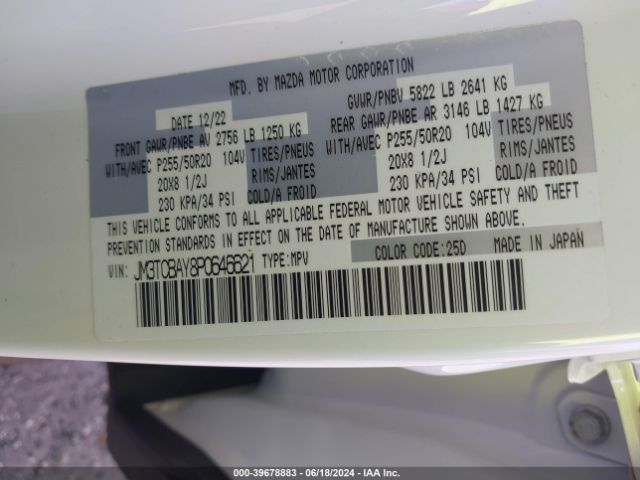 MFD. BY MAZDA MOTOR CORPORATION
DATE 12/22
GVWR/PNBV 5822 LB 2641 KG
FRONT GAWR/PNBE AV 2756 LB 1250 KG
REAR GAWR/PNBE AR 3146 LB 1427 KG
WITH/AVEC P255/50R20 104V TIRES/PNEUS
WITH/AVEC P255/50R20 104V TIRES/PNEUS
20X8 1/2J RIMS/JANTES
20X8 1/2J RIMS/JANTES
230 KPA/34 PSI COLD/A FROID
230 KPA/34 PSI COLD/A FROID
THIS VEHICLE CONFORMS TO ALL APPLICABLE FEDERAL MOTOR VEHICLE SAFETY AND THEFT
PREVENTION STANDARDS IN EFFECT ON THE DATE OF MANUFACTURE SHOWN ABOVE.
COLOR CODE:25D MADE IN JAPAN
VIN: JM3TCBAY8P0646621 TYPE:MPV
000-39678883 - 06/18/2024 - IAA Inc.